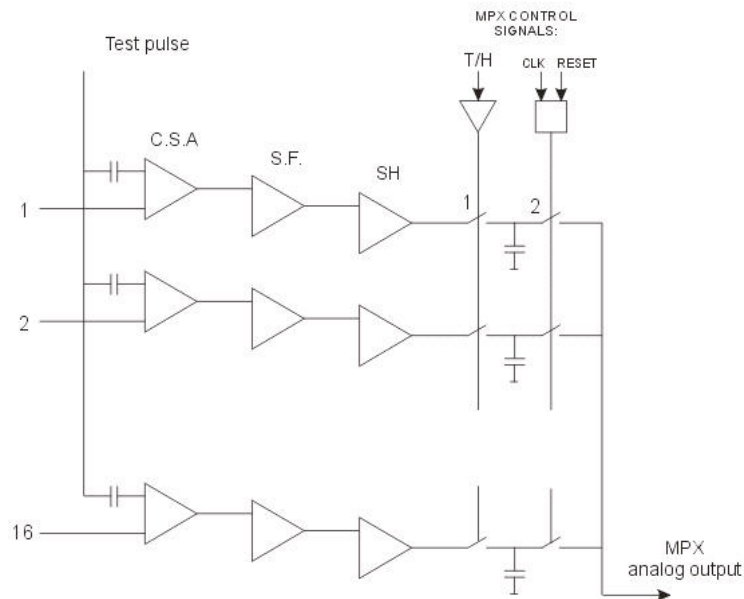 MPX CONTROL
SIGNALS:
Test pulse
T/H
CLK RESET
C.S.A
S.F.
SH
1
1
2
2
16
MPX
analog output